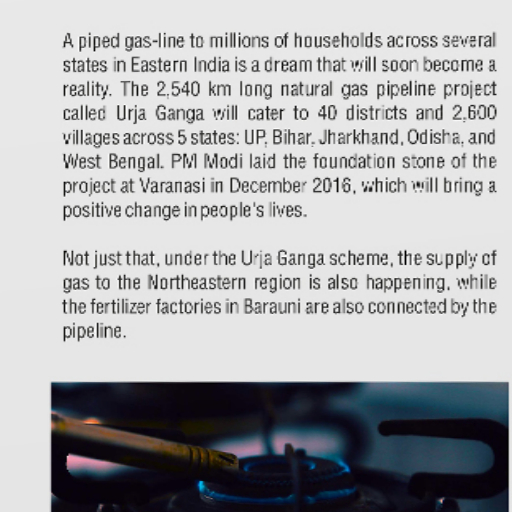 A piped gas-line to millions of households across several
states in Eastern India is a dream that will soon become a
reality. The 2,540 km long natural gas pipeline project
called Urja Ganga will cater to 40 districts and 2,600
villages across 5 states: UP, Bihar, Jharkhand, Odisha, and
West Bengal. PM Modi laid the foundation stone of the
project at Varanasi in December 2016, which will bring a
positive change in people's lives.
Not just that, under the Urja Ganga scheme, the supply of
gas to the Northeastern region is also happening, while
the fertilizer factories in Barauni are also connected by the
pipeline.